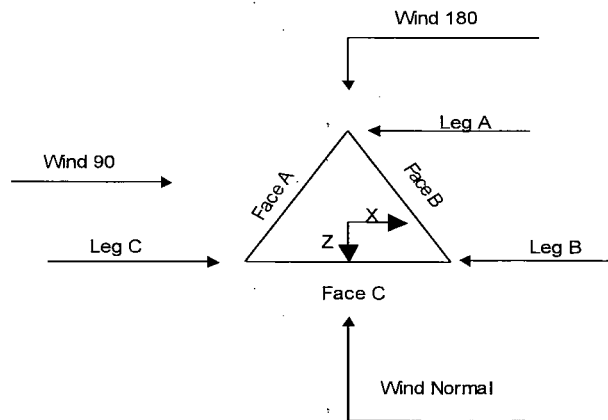 Wind 180
Leg A
Wind 90
Face A
Face B
X
Z
Leg C
Leg B
Face C
Wind Normal